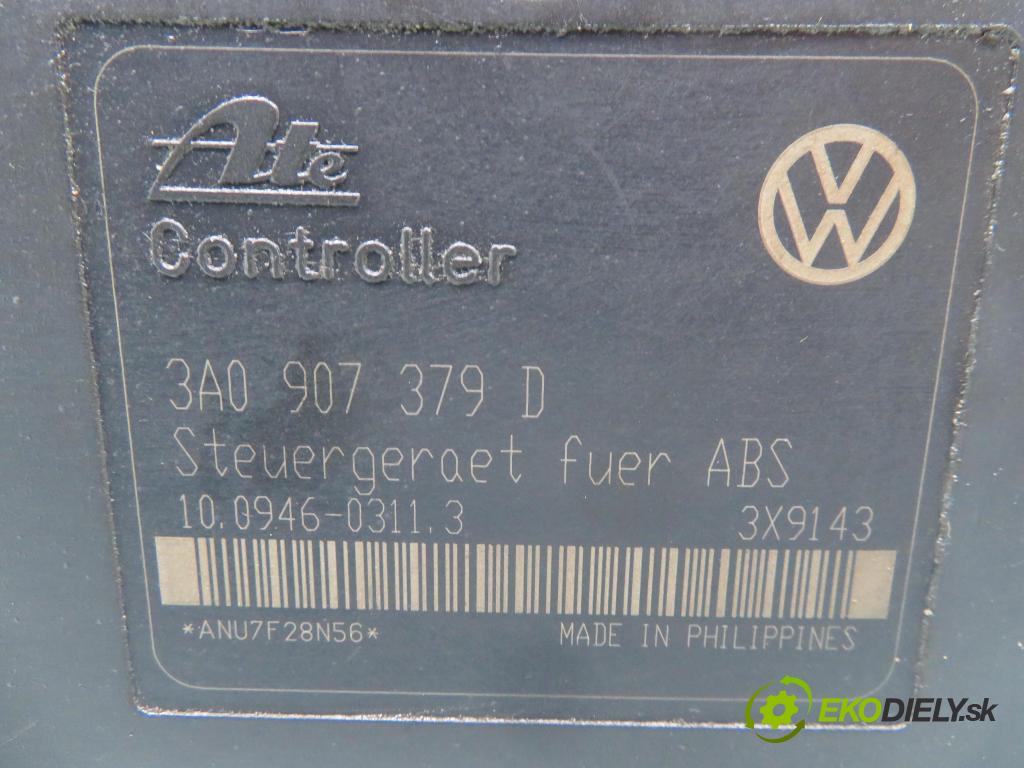 Ate
Controller
3A0 907 379 D
Steuergeraet fuer ABS
10.0946-0311.3 3X9143
*ANU7F28N56* MADE IN PHILIPPINES
EKODIELY.sk